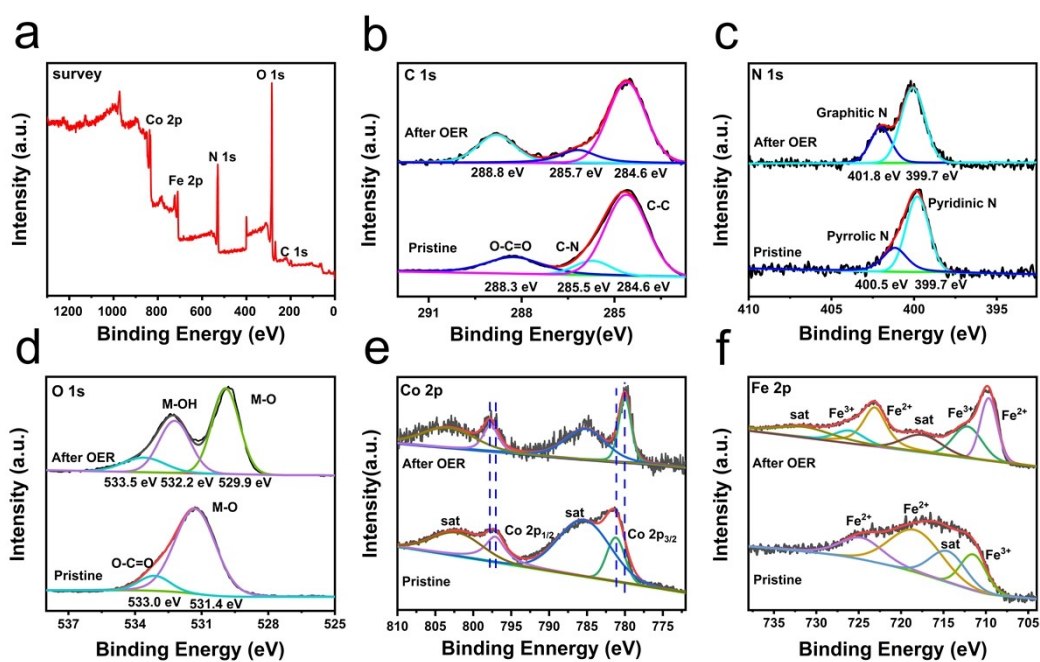 a
survey
O 1s
Co 2p
N 1s
Fe 2p
C 1s
Intensity (a.u.)
1200 1000 800 600 400 200 0
Binding Energy (eV)
b
C 1s
After OER
288.8 eV 285.7 eV 284.6 eV
C-C
O-C=O
C-N
Pristine
288.3 eV 285.5 eV 284.6 eV
Intensity (a.u.)
291 288 285
Binding Energy(eV)
c
N 1s
Graphitic N
After OER
401.8 eV 399.7 eV
Pyridinic N
Pyrrolic N
Pristine
400.5 eV 399.7 eV
Intensity (a.u.)
410 405 400 395
Binding Energy (eV)
d
O 1s
M-OH
M-O
After OER
533.5 eV 532.2 eV 529.9 eV
M-O
O-C=O
Pristine
533.0 eV 531.4 eV
Intensity (a.u.)
537 533 529 525
Binding Energy (eV)
e
Co 2p
After OER
sat
Co 2p1/2
sat
Co 2p3/2
Pristine
Intensity(a.u.)
810 805 800 795 790 785 780 775
Binding Ennergy (eV)
f
Fe 2p
sat
Fe3+
Fe2+
sat
Fe3+
Fe2+
After OER
Fe2+
sat
Fe3+
Pristine
Intensity (a.u.)
735 730 725 720 715 710 705
Binding Ennergy (eV)